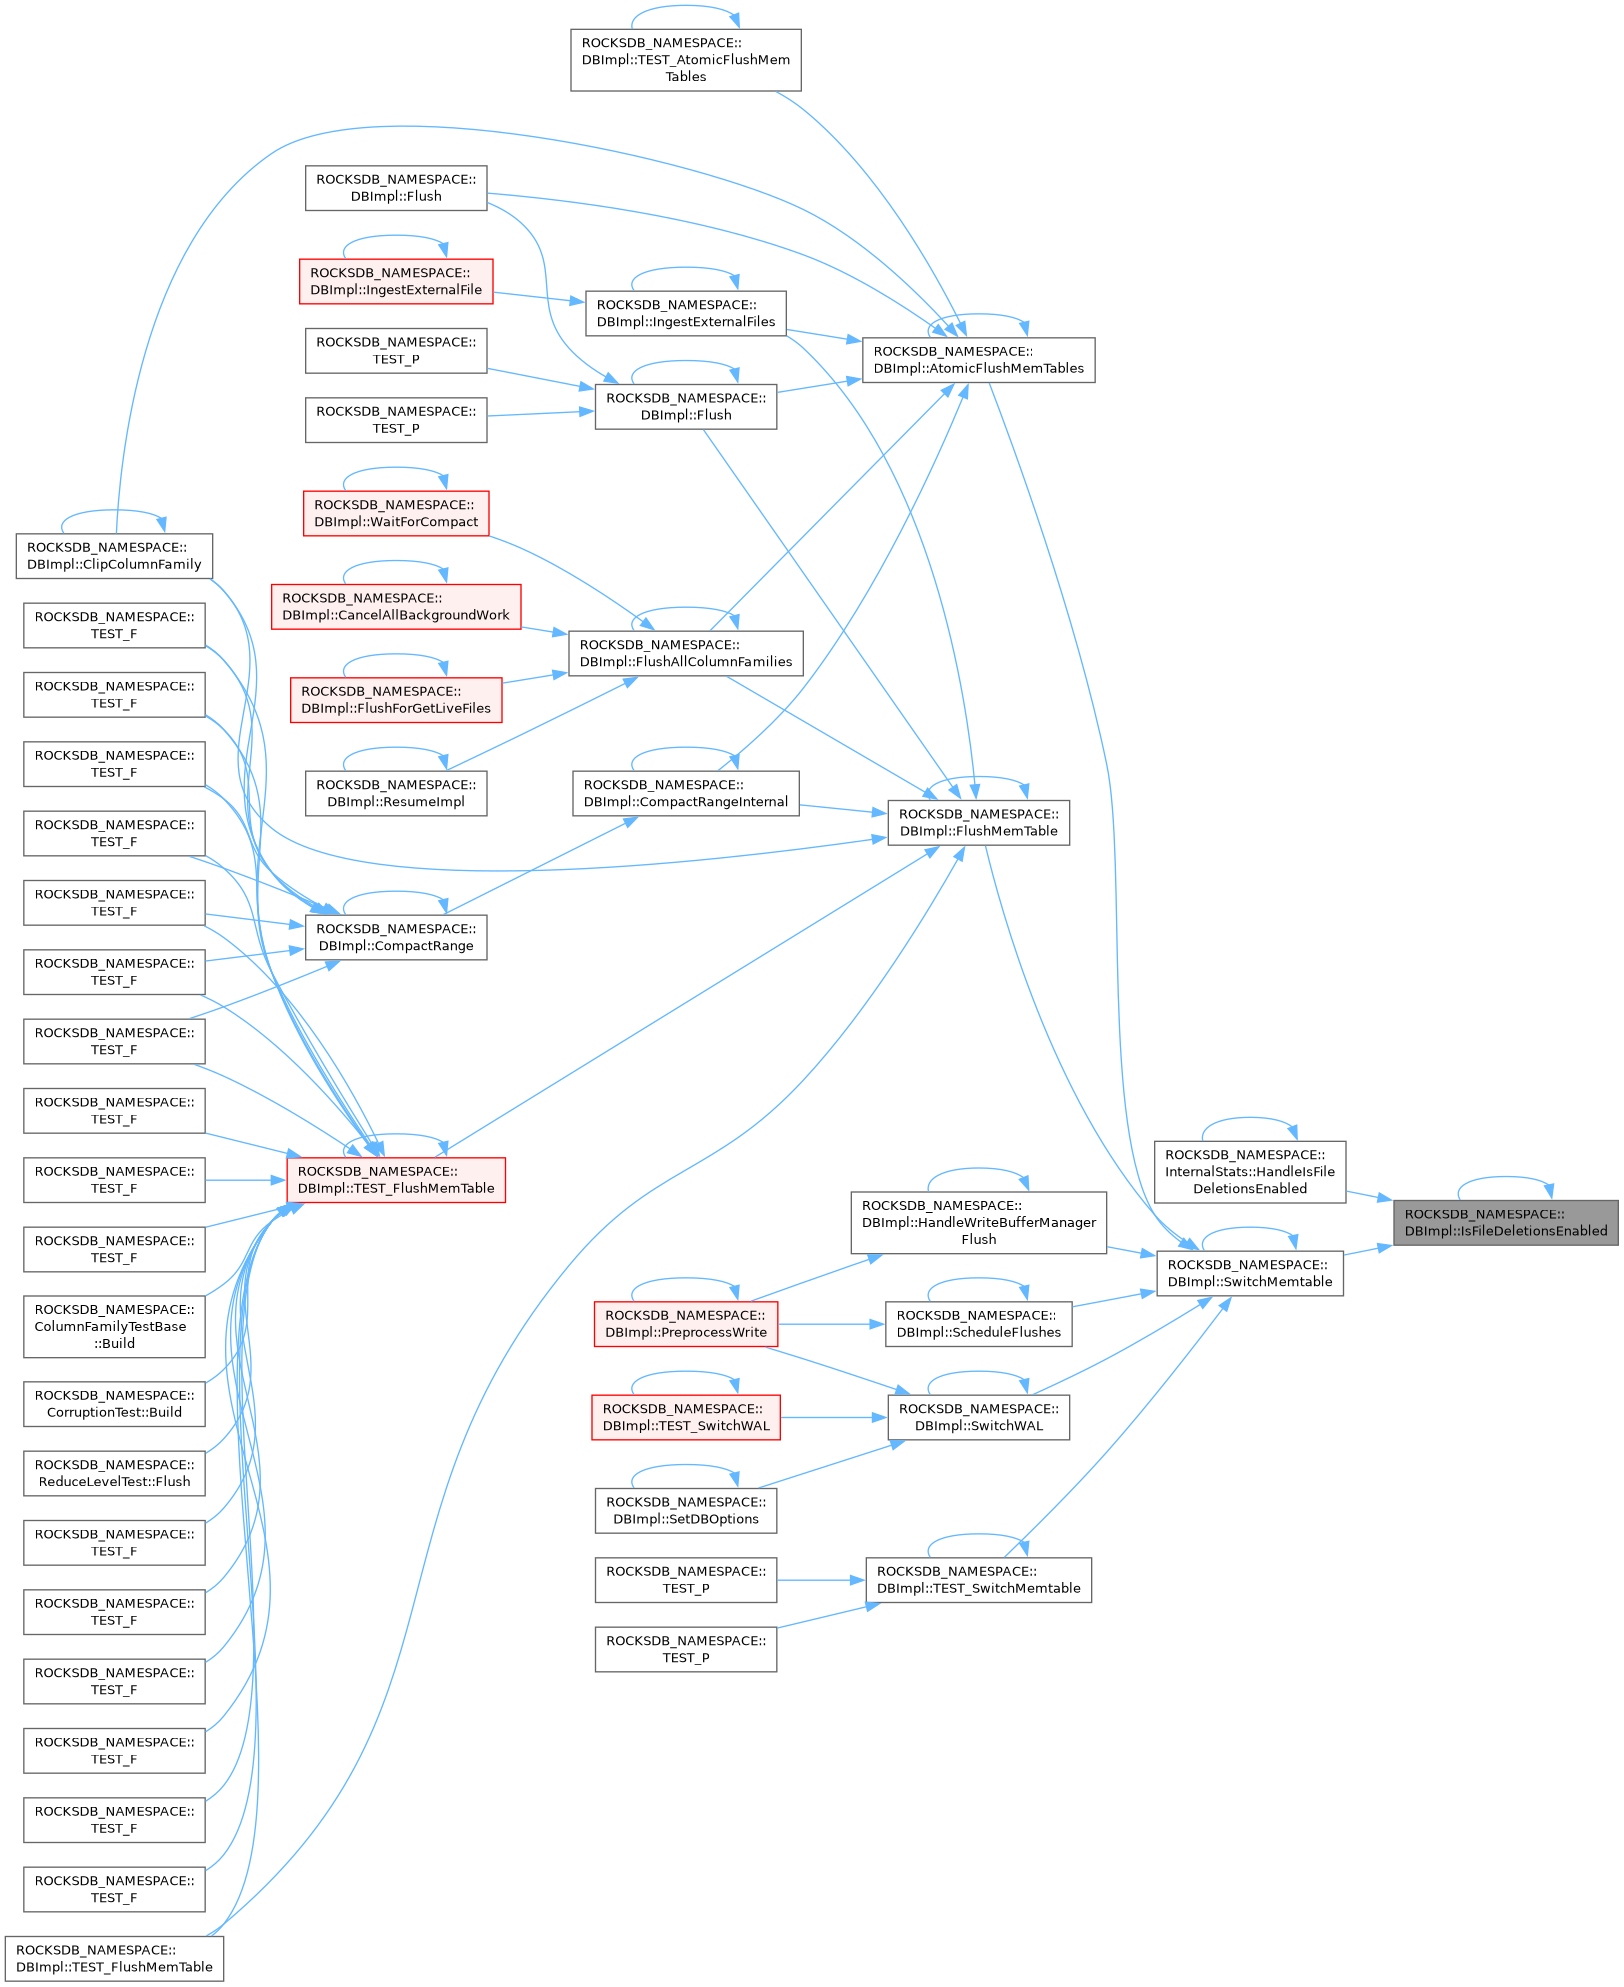 ROCKSDB_NAMESPACE::
DBImpl::TEST_AtomicFlushMem
Tables
ROCKSDB_NAMESPACE::
DBImpl::Flush
ROCKSDB_NAMESPACE::
DBImpl::IngestExternalFile
ROCKSDB_NAMESPACE::
DBImpl::IngestExternalFiles
ROCKSDB_NAMESPACE::
TEST_P
ROCKSDB_NAMESPACE::
DBImpl::AtomicFlushMemTables
ROCKSDB_NAMESPACE::
DBImpl::Flush
ROCKSDB_NAMESPACE::
TEST_P
ROCKSDB_NAMESPACE::
DBImpl::WaitForCompact
ROCKSDB_NAMESPACE::
DBImpl::ClipColumnFamily
ROCKSDB_NAMESPACE::
DBImpl::CancelAllBackgroundWork
ROCKSDB_NAMESPACE::
TEST_F
ROCKSDB_NAMESPACE::
DBImpl::FlushAllColumnFamilies
ROCKSDB_NAMESPACE::
DBImpl::FlushForGetLiveFiles
ROCKSDB_NAMESPACE::
TEST_F
ROCKSDB_NAMESPACE::
TEST_F
ROCKSDB_NAMESPACE::
DBImpl::ResumeImpl
ROCKSDB_NAMESPACE::
DBImpl::CompactRangeInternal
ROCKSDB_NAMESPACE::
DBImpl::FlushMemTable
ROCKSDB_NAMESPACE::
TEST_F
ROCKSDB_NAMESPACE::
TEST_F
ROCKSDB_NAMESPACE::
DBImpl::CompactRange
ROCKSDB_NAMESPACE::
TEST_F
ROCKSDB_NAMESPACE::
TEST_F
ROCKSDB_NAMESPACE::
TEST_F
ROCKSDB_NAMESPACE::
DBImpl::TEST_FlushMemTable
ROCKSDB_NAMESPACE::
TEST_F
ROCKSDB_NAMESPACE::
InternalStats::HandleIsFile
DeletionsEnabled
ROCKSDB_NAMESPACE::
DBImpl::IsFileDeletionsEnabled
ROCKSDB_NAMESPACE::
DBImpl::HandleWriteBufferManager
Flush
ROCKSDB_NAMESPACE::
TEST_F
ROCKSDB_NAMESPACE::
DBImpl::SwitchMemtable
ROCKSDB_NAMESPACE::
ColumnFamilyTestBase
::Build
ROCKSDB_NAMESPACE::
DBImpl::PreprocessWrite
ROCKSDB_NAMESPACE::
DBImpl::ScheduleFlushes
ROCKSDB_NAMESPACE::
CorruptionTest::Build
ROCKSDB_NAMESPACE::
DBImpl::TEST_SwitchWAL
ROCKSDB_NAMESPACE::
DBImpl::SwitchWAL
ROCKSDB_NAMESPACE::
ReduceLevelTest::Flush
ROCKSDB_NAMESPACE::
DBImpl::SetDBOptions
ROCKSDB_NAMESPACE::
TEST_F
ROCKSDB_NAMESPACE::
TEST_P
ROCKSDB_NAMESPACE::
DBImpl::TEST_SwitchMemtable
ROCKSDB_NAMESPACE::
TEST_F
ROCKSDB_NAMESPACE::
TEST_P
ROCKSDB_NAMESPACE::
TEST_F
ROCKSDB_NAMESPACE::
TEST_F
ROCKSDB_NAMESPACE::
TEST_F
ROCKSDB_NAMESPACE::
TEST_F
ROCKSDB_NAMESPACE::
DBImpl::TEST_FlushMemTable